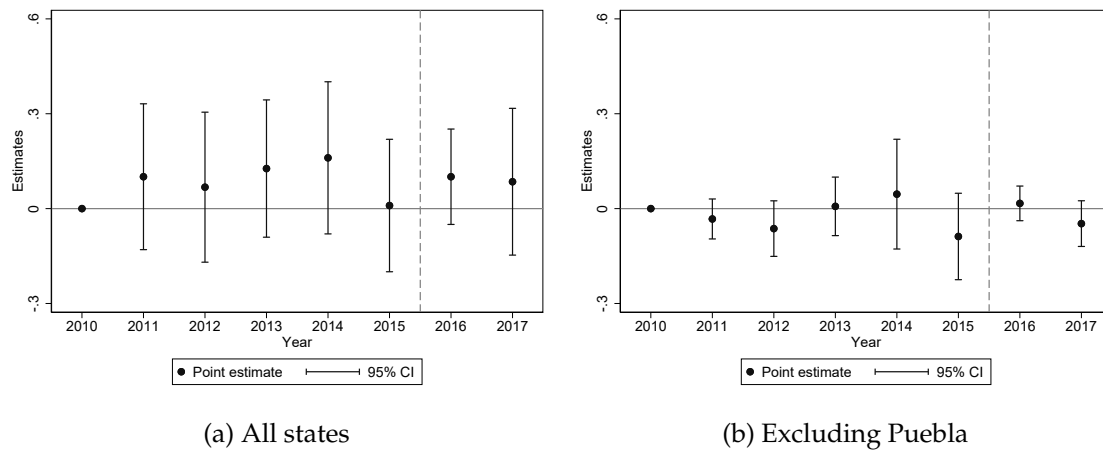 .6
.3
0
-.3
Estimates
2010 2011 2012 2013 2014 2015 2016 2017
Year
Point estimate 95% CI
(a) All states
.6
.3
0
-.3
Estimates
2010 2011 2012 2013 2014 2015 2016 2017
Year
Point estimate 95% CI
(b) Excluding Puebla